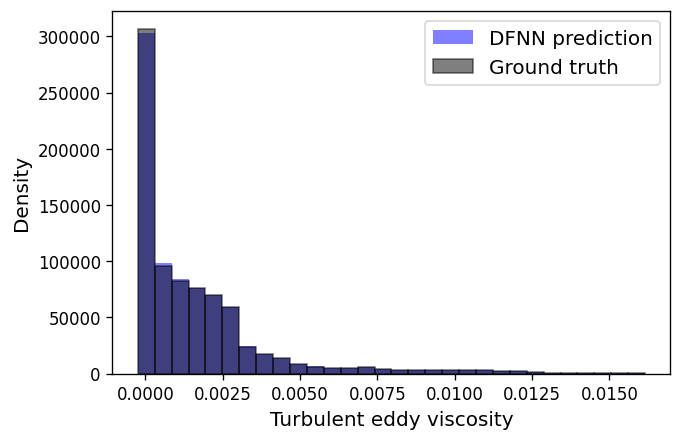 DFNN prediction
Ground truth
Density
300000
250000
200000
150000
100000
50000
0
0.0000 0.0025 0.0050 0.0075 0.0100 0.0125 0.0150
Turbulent eddy viscosity